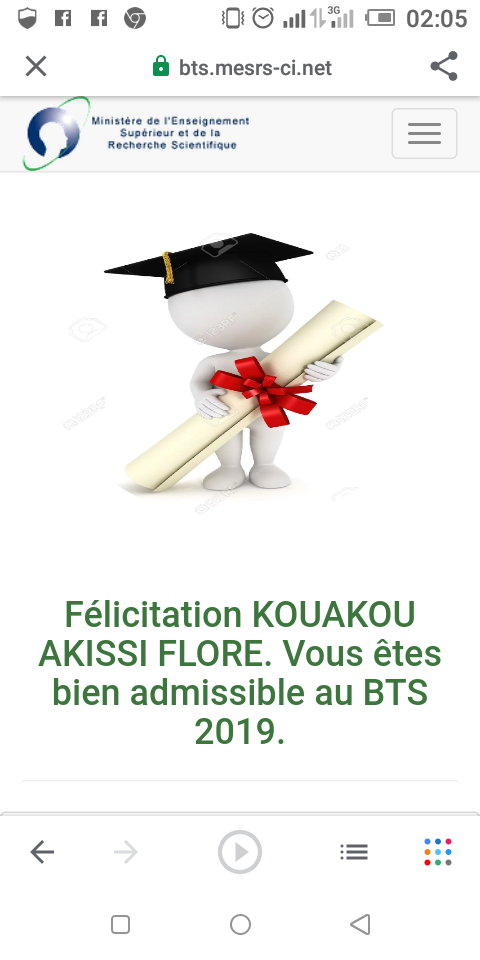 3G
02:05
bts.mesrs-ci.net
Ministère de l'Enseignement
Supérieur et de la
Recherche Scientifique
Félicitation KOUAKOU
AKISSI FLORE. Vous êtes
bien admissible au BTS
2019.